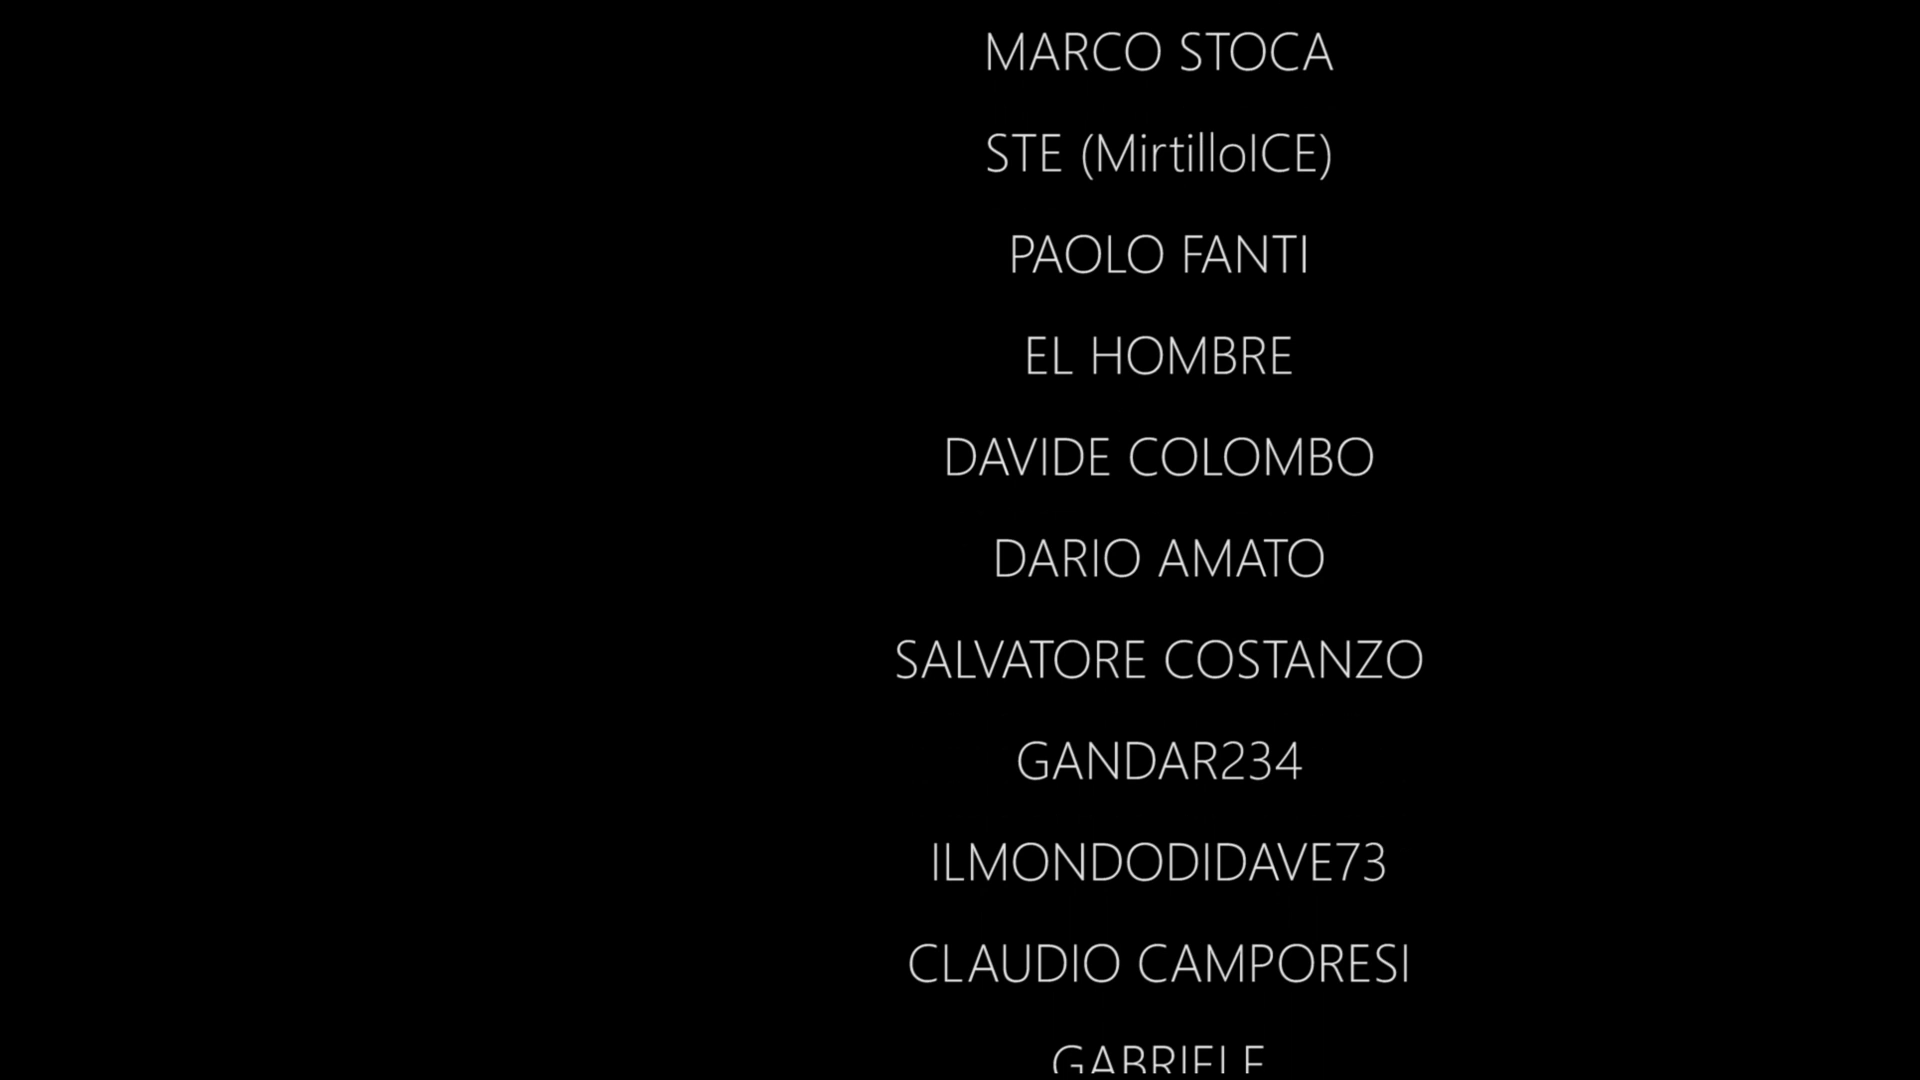 MARCO STOCA
STE (MirtilloICE)
PAOLO FANTI
EL HOMBRE
DAVIDE COLOMBO
DARIO AMATO
SALVATORE COSTANZO
GANDAR234
ILMONDODIDAVE73
CLAUDIO CAMPORESI
GABRIELE